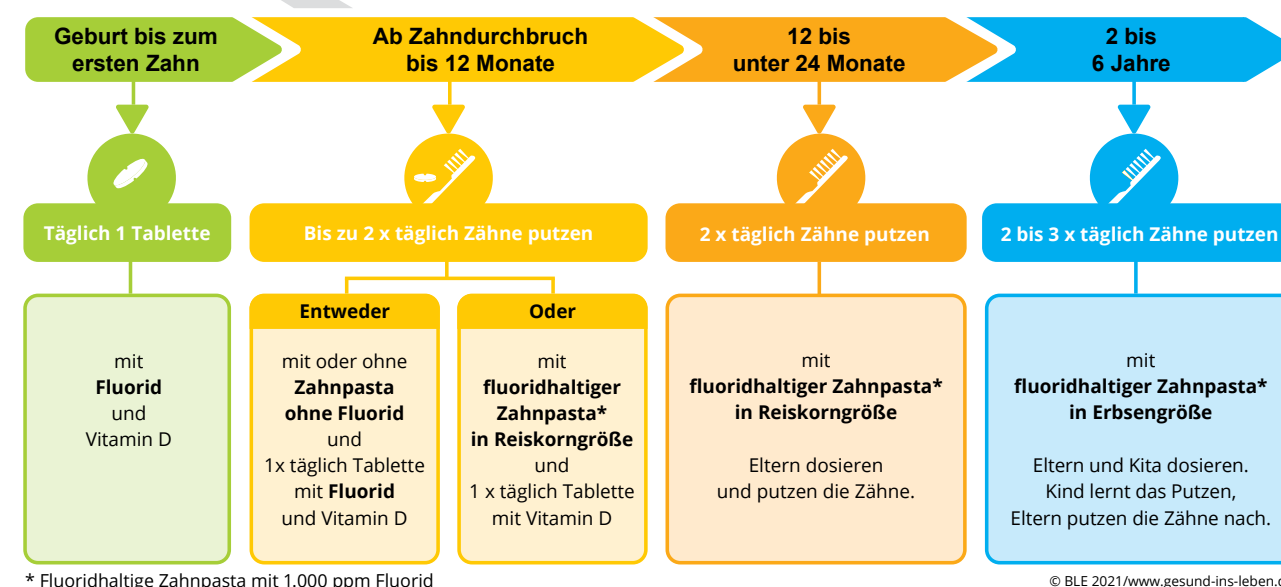 Geburt bis zum
ersten Zahn
Ab Zahndurchbruch
bis 12 Monate
12 bis
unter 24 Monate
2 bis
6 Jahre
Täglich 1 Tablette
Bis zu 2 x täglich Zähne putzen
2 x täglich Zähne putzen
2 bis 3 x täglich Zähne putzen
mit
Fluorid
und
Vitamin D
Entweder
mit oder ohne
Zahnpasta
ohne Fluorid
und
1x täglich Tablette
mit Fluorid
und Vitamin D
Oder
mit
fluoridhaltiger
Zahnpasta*
in Reiskorngröße
und
1 x täglich Tablette
mit Vitamin D
mit
fluoridhaltiger Zahnpasta*
in Reiskorngröße
Eltern dosieren
und putzen die Zähne.
mit
fluoridhaltiger Zahnpasta*
in Erbsengröße
Eltern und Kita dosieren.
Kind lernt das Putzen,
Eltern putzen die Zähne nach.
* Fluoridhaltige Zahnpasta mit 1.000 ppm Fluorid
© BLE 2021/www.gesund-ins-leben.d